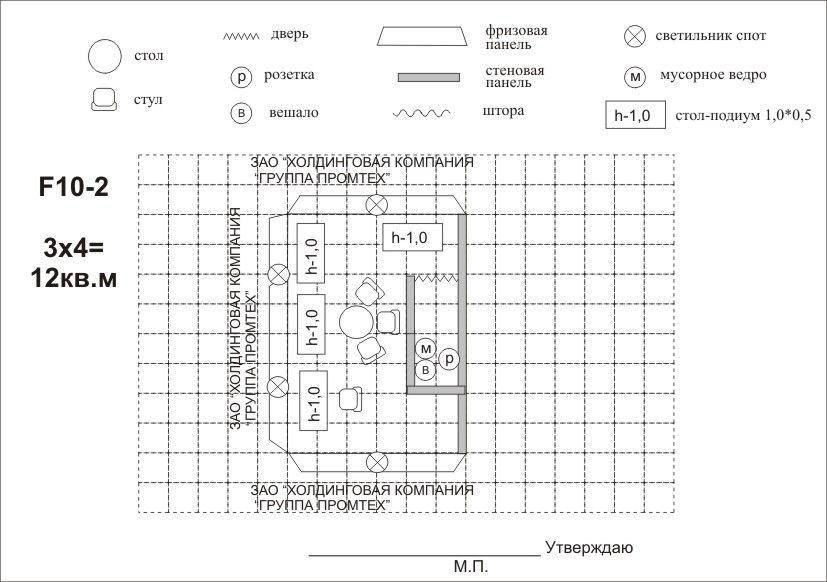 стол
стул
дверь
розетка
вешало
фризовая
панель
стеновая
панель
штора
светильник спот
мусорное ведро
стол-подиум 1,0*0,5
р
в
м
h-1,0
F10-2
3x4=
12кв.м
ЗАО "ХОЛДИНГОВАЯ КОМПАНИЯ
"ГРУППА ПРОМТЕХ"
ЗАО "ХОЛДИНГОВАЯ КОМПАНИЯ
"ГРУППА ПРОМТЕХ"
h-1,0
h-1,0
h-1,0
h-1,0
м
р
в
ЗАО "ХОЛДИНГОВАЯ КОМПАНИЯ
"ГРУППА ПРОМТЕХ"
Утверждаю
М.П.